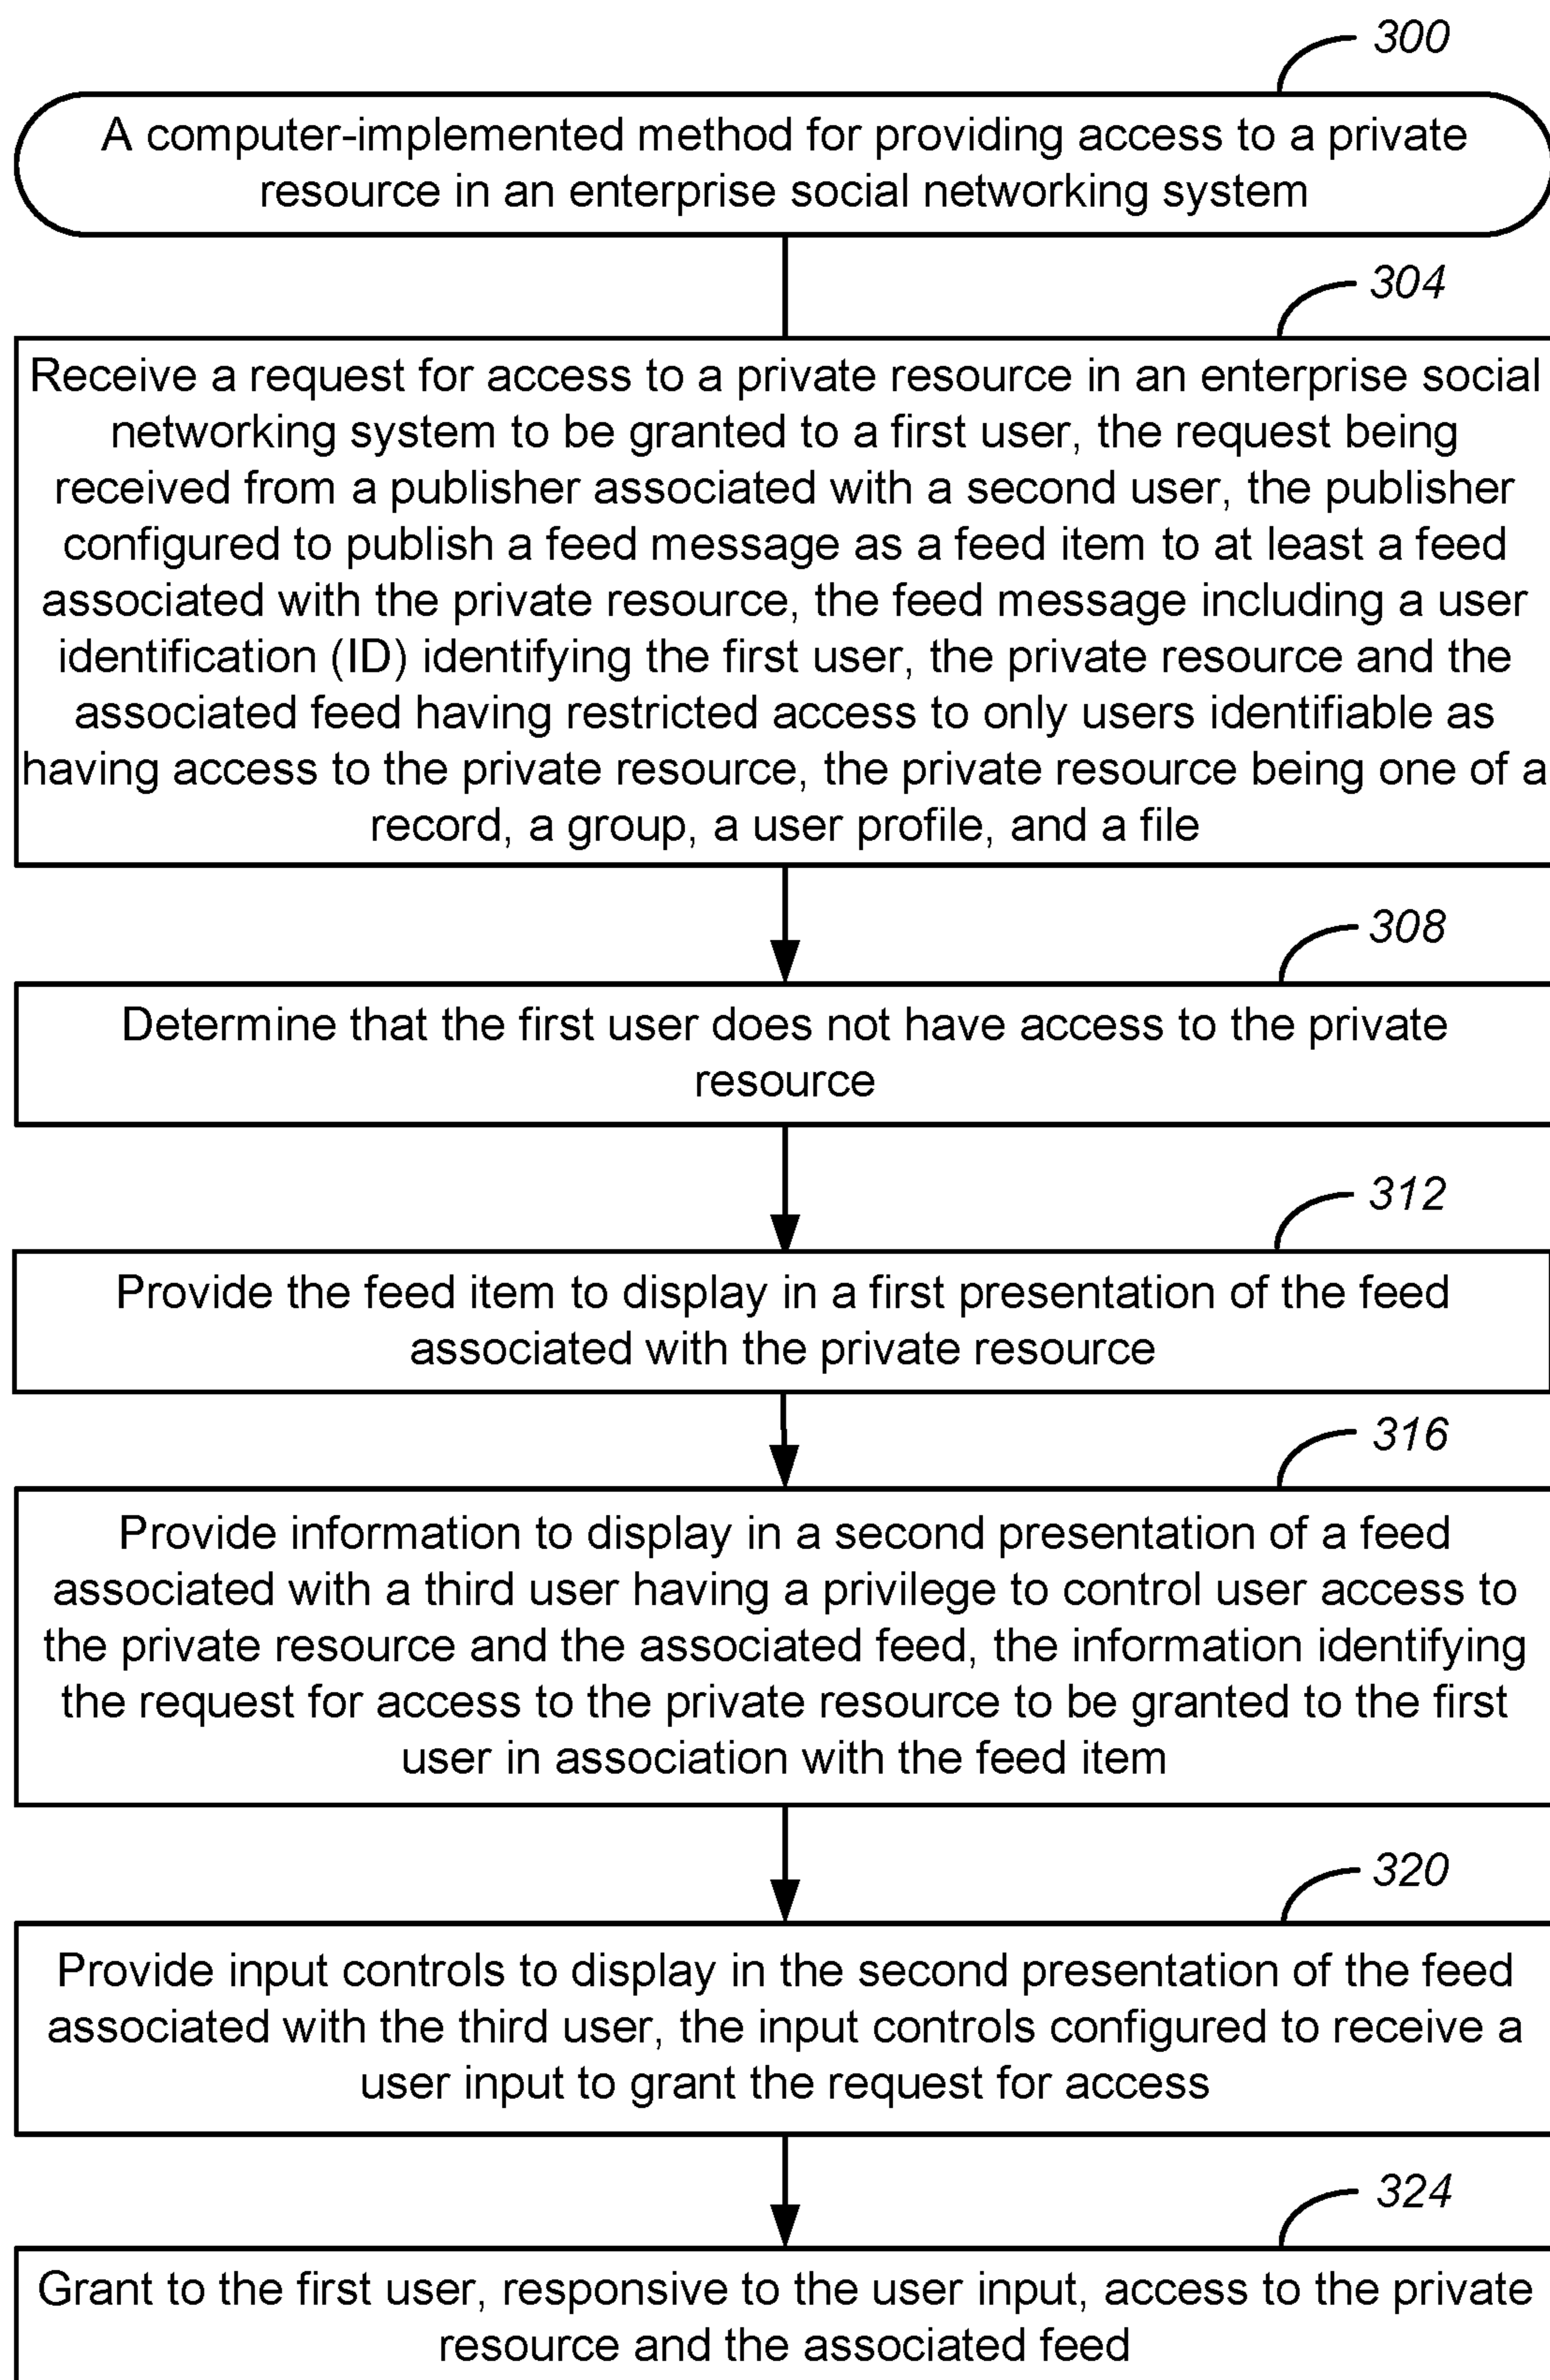 300
A computer-implemented method for providing access to a private
resource in an enterprise social networking system
304
Receive a request for access to a private resource in an enterprise social
networking system to be granted to a first user, the request being
received from a publisher associated with a second user, the publisher
configured to publish a feed message as a feed item to at least a feed
associated with the private resource, the feed message including a user
identification (ID) identifying the first user, the private resource and the
associated feed having restricted access to only users identifiable as
having access to the private resource, the private resource being one of a
record, a group, a user profile, and a file
308
Determine that the first user does not have access to the private
resource
312
Provide the feed item to display in a first presentation of the feed
associated with the private resource
316
Provide information to display in a second presentation of a feed
associated with a third user having a privilege to control user access to
the private resource and the associated feed, the information identifying
the request for access to the private resource to be granted to the first
user in association with the feed item
320
Provide input controls to display in the second presentation of the feed
associated with the third user, the input controls configured to receive a
user input to grant the request for access
324
Grant to the first user, responsive to the user input, access to the private
resource and the associated feed